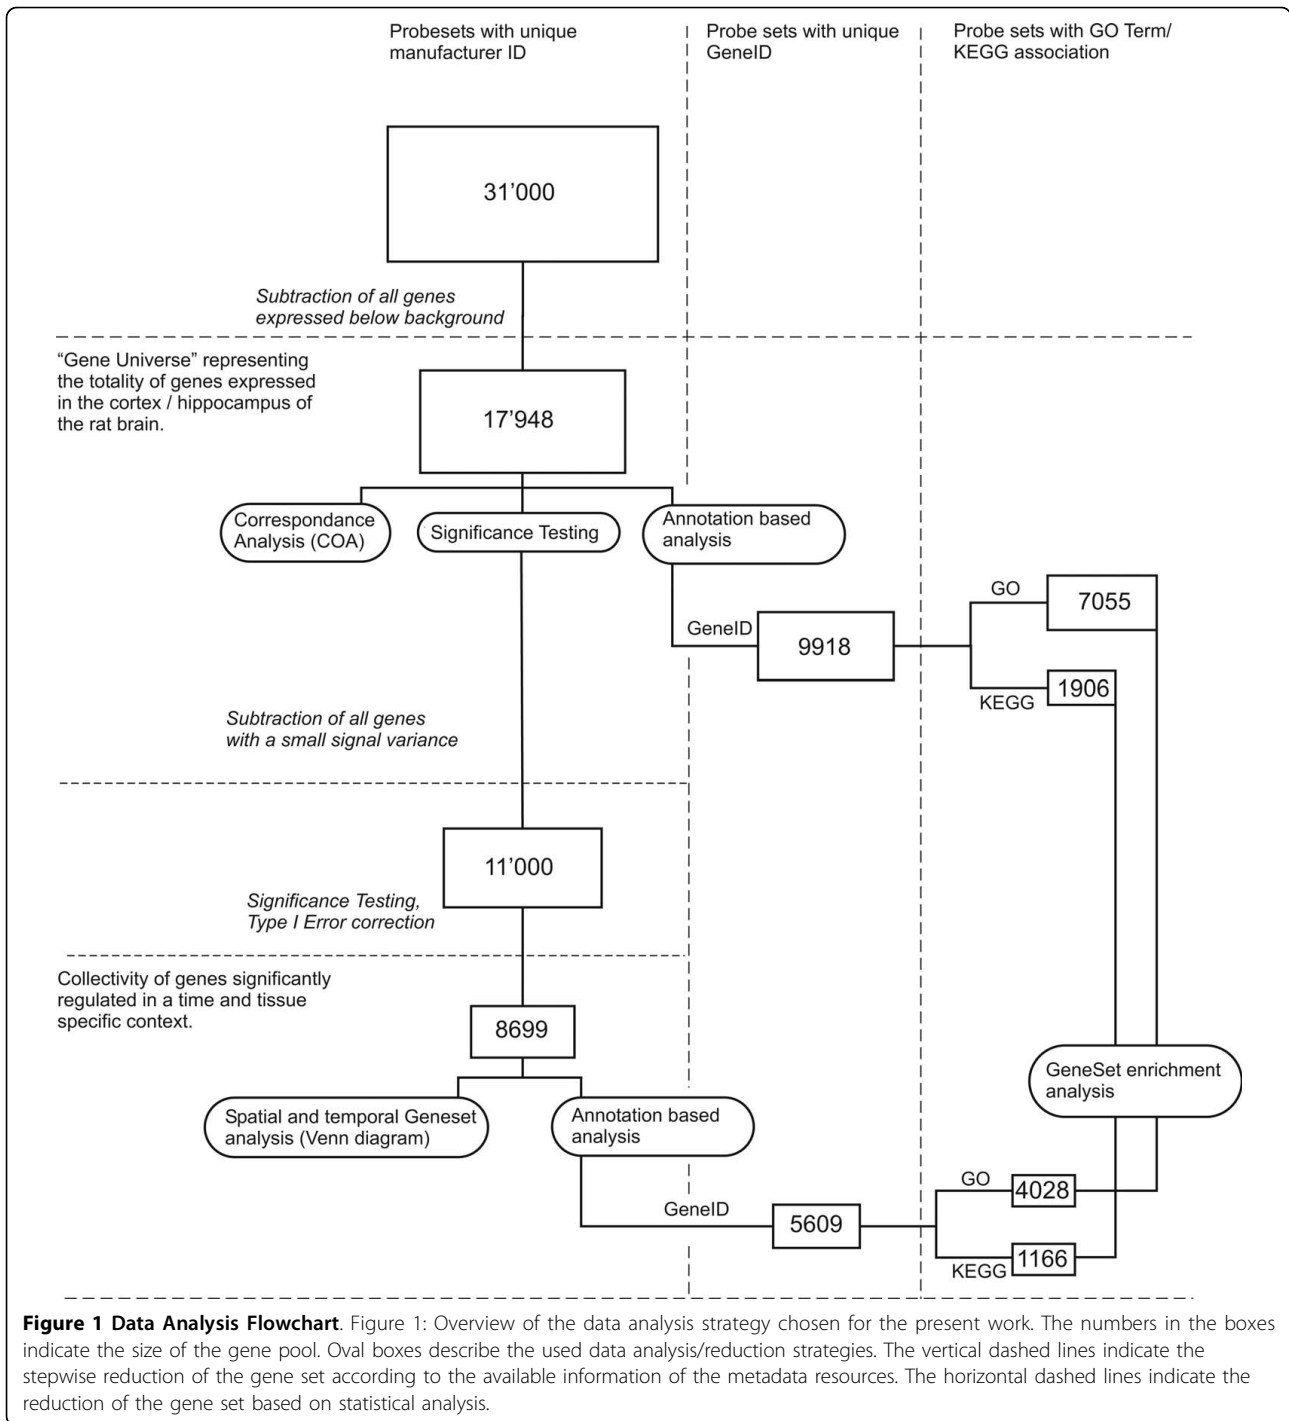 Probesets with unique
manufacturer ID
Probe sets with unique
GeneID
Probe sets with GO Term/
KEGG association
31’000
Subtraction of all genes
expressed below background
“Gene Universe” representing
the totality of genes expressed
in the cortex / hippocampus of
the rat brain.
17’948
Correspondance
Analysis (COA)
Significance Testing
Annotation based
analysis
GeneID
9918
GO
7055
KEGG
1906
Subtraction of all genes
with a small signal variance
11’000
Significance Testing,
Type I Error correction
Collectivity of genes significantly
regulated in a time and tissue
specific context.
8699
Spatial and temporal Geneset
analysis (Venn diagram)
Annotation based
analysis
GeneSet enrichment
analysis
GeneID
5609
GO
4028
KEGG
1166
Figure 1 Data Analysis Flowchart. Figure 1: Overview of the data analysis strategy chosen for the present work. The numbers in the boxes
indicate the size of the gene pool. Oval boxes describe the used data analysis/reduction strategies. The vertical dashed lines indicate the
stepwise reduction of the gene set according to the available information of the metadata resources. The horizontal dashed lines indicate the
reduction of the gene set based on statistical analysis.